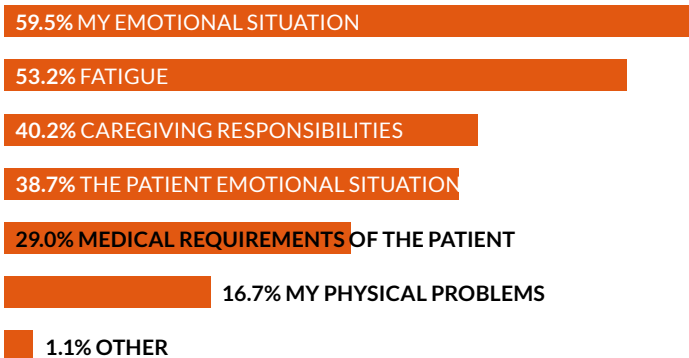 59.5% MY EMOTIONAL SITUATION
53.2% FATIGUE
40.2% CAREGIVING RESPONSIBILITIES
38.7% THE PATIENT EMOTIONAL SITUATION
29.0% MEDICAL REQUIREMENTS OF THE PATIENT
16.7% MY PHYSICAL PROBLEMS
1.1% OTHER